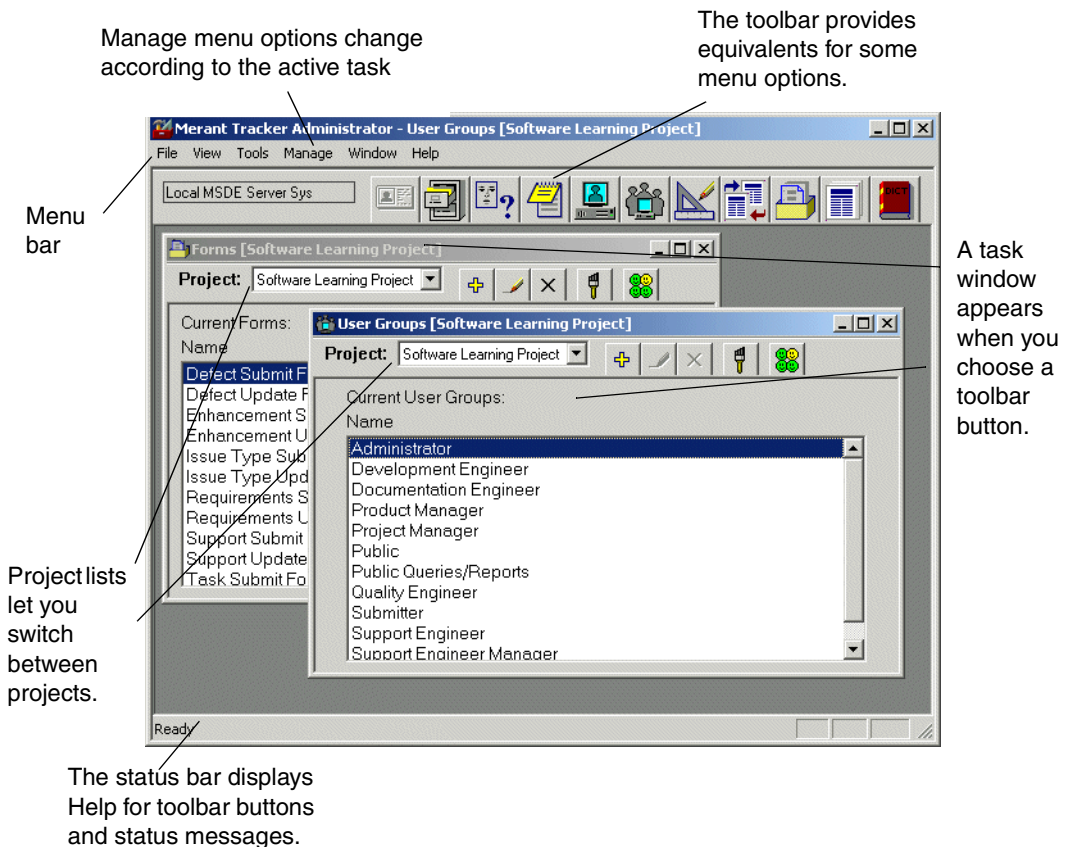 Manage menu options change
according to the active task
The toolbar provides
equivalents for some
menu options.
Merant Tracker Administrator - User Groups [Software Learning Project]
File View Tools Manage Window Help
Local MSDE Server Sys
DICT
Menu
bar
Forms [Software Learning Project]
Project: Software Learning Project
Current Forms:
Name
Defect Submit F
Defect Update F
Enhancement S
Enhancement U
Issue Type Sub
Issue Type Upd
Requirements S
Requirements U
Support Submit
Support Update
Task Submit Fo
User Groups [Software Learning Project]
Project: Software Learning Project
Current User Groups:
Name
Administrator
Development Engineer
Documentation Engineer
Product Manager
Project Manager
Public
Public Queries/Reports
Quality Engineer
Submitter
Support Engineer
Support Engineer Manager
A task
window
appears
when you
choose a
toolbar
button.
Project lists
let you
switch
between
projects.
Ready
The status bar displays
Help for toolbar buttons
and status messages.